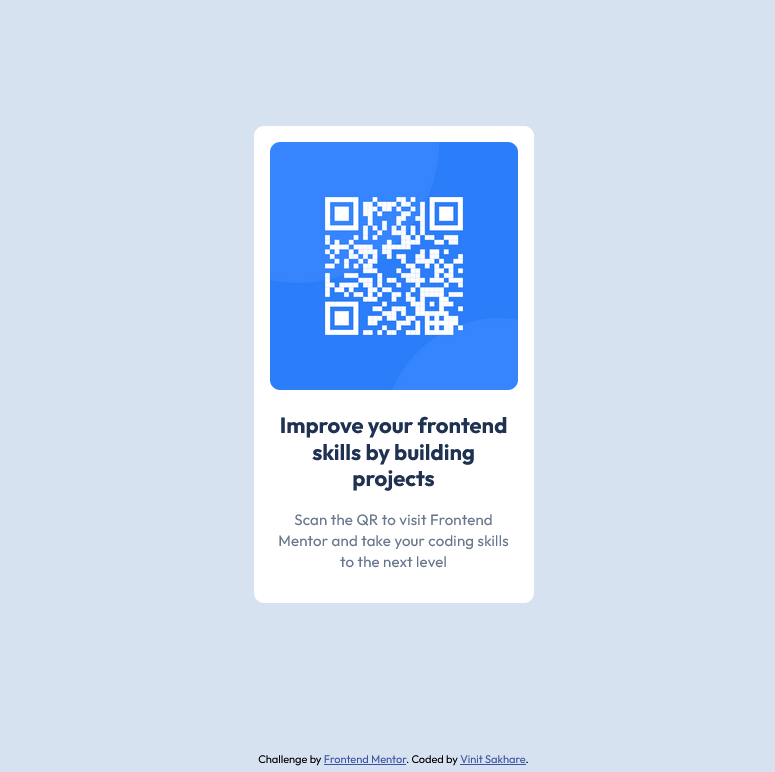 Improve your frontend
skills by building
projects
Scan the QR to visit Frontend
Mentor and take your coding skills
to the next level
Challenge by Frontend Mentor. Coded by Vinit Sakhare.